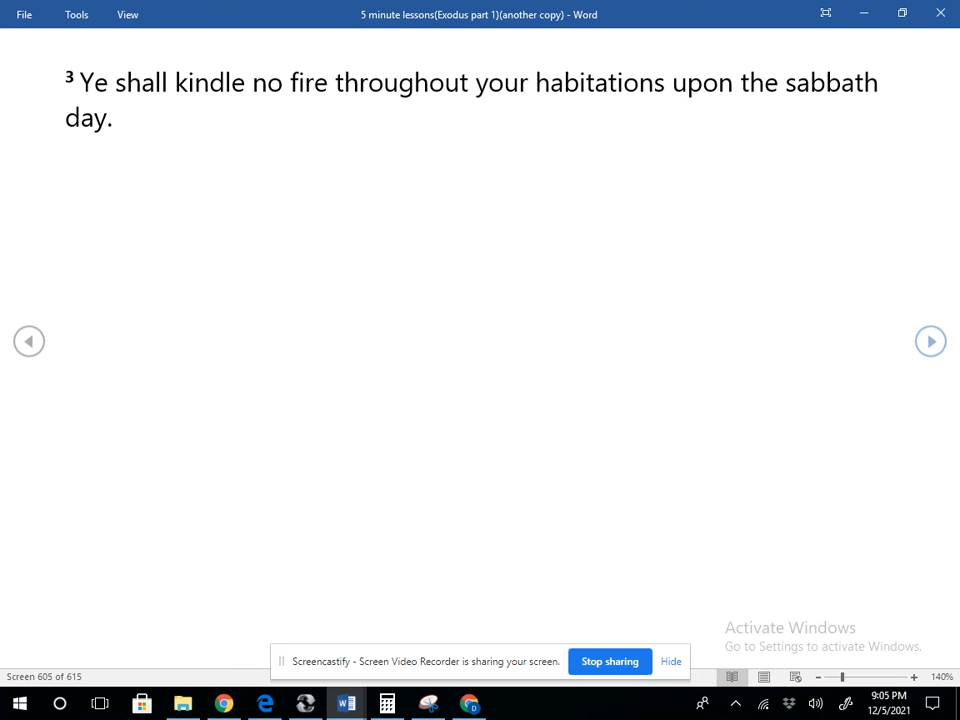 File Tools View 5 minute lessons(Exodus part 1)(another copy) - Word
3 Ye shall kindle no fire throughout your habitations upon the sabbath
day.
Activate Windows
Go to Settings to activate Windows.
Screencastify - Screen Video Recorder is sharing your screen. Stop sharing Hide
Screen 605 of 615 140%
9:05 PM
12/5/2021